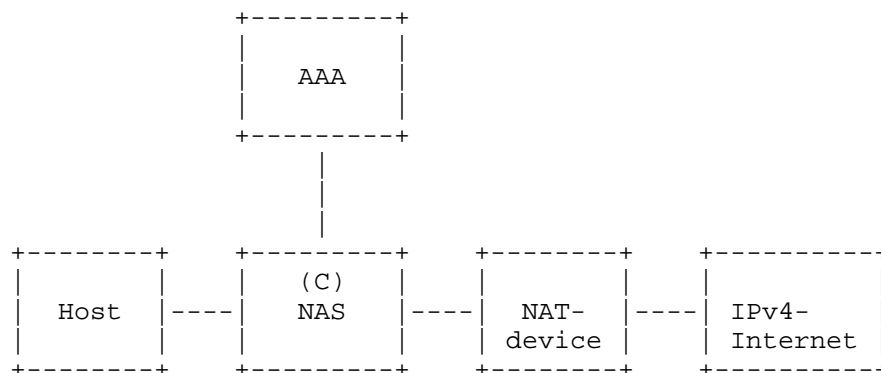 AAA
(C)
Host NAS NAT- IPv4-
device Internet